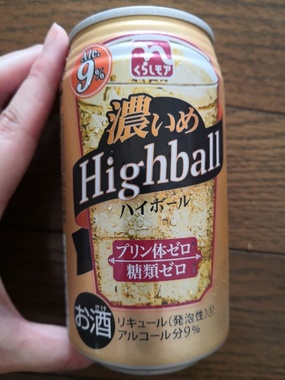 Alc.
9%
くらしモア
濃いめ
Highball
ハイボール
プリン体ゼロ
糖類ゼロ
お酒
リキュール(発泡性)①
アルコール分9%